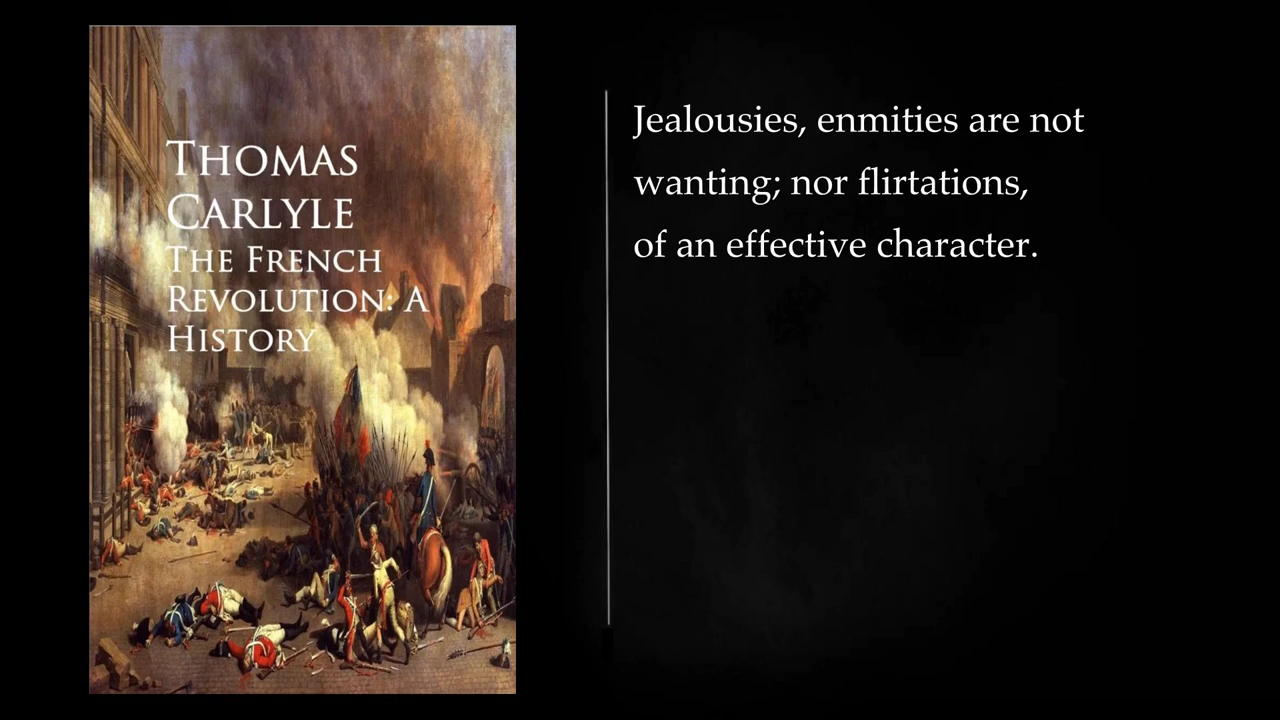 THOMAS
CARLYLE
THE FRENCH
REVOLUTION: A
HISTORY
Jealousies, enmities are not
wanting; nor flirtations,
of an effective character.